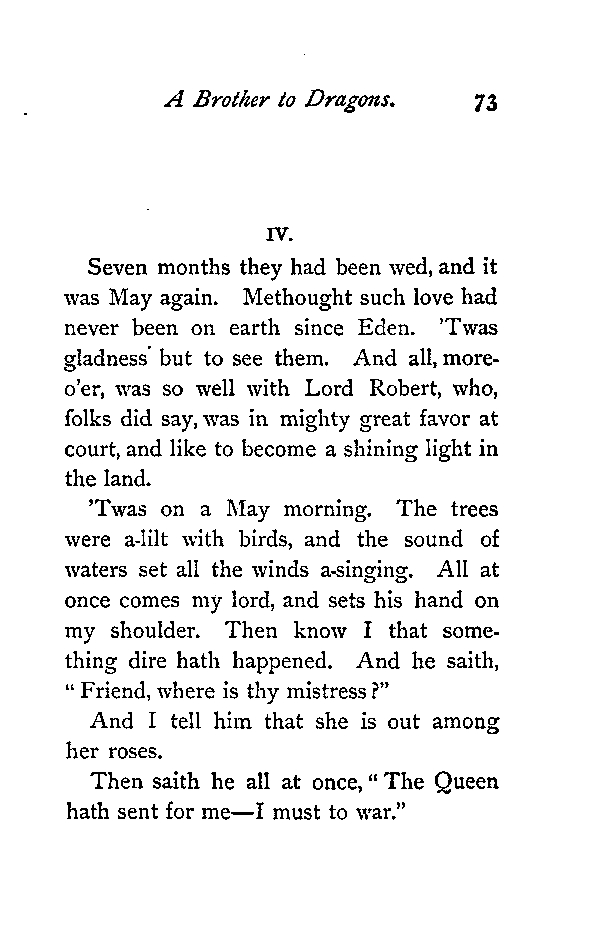 A Brother to Dragons. 73
IV.
Seven months they had been wed, and it
was May again. Methought such love had
never been on earth since Eden. 'Twas
gladness but to see them. And all, more-
o'er, was so well with Lord Robert, who,
folks did say, was in mighty great favor at
court, and like to become a shining light in
the land.
'Twas on a May morning. The trees
were a-lilt with birds, and the sound of
waters set all the winds a-singing. All at
once comes my lord, and sets his hand on
my shoulder. Then know I that some-
thing dire hath happened. And he saith,
“Friend, where is thy mistress?”
And I tell him that she is out among
her roses.
Then saith he all at once, “The Queen
hath sent for me—I must to war.”